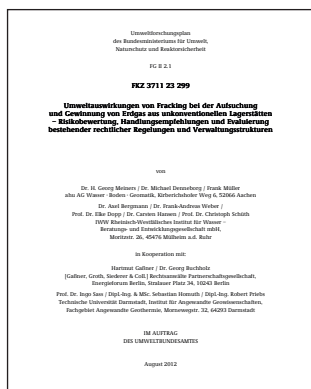 Umweltforschungsplan
des Bundesministeriums für Umwelt,
Naturschutz und Reaktorsicherheit
FG II 2.1
FKZ 3711 23 299
Umweltauswirkungen von Fracking bei der Aufsuchung
und Gewinnung von Erdgas aus unkonventionellen Lagerstätten
– Risikobewertung, Handlungsempfehlungen und Evaluierung
bestehender rechtlicher Regelungen und Verwaltungsstrukturen
von
Dr. H. Georg Meiners / Dr. Michael Denneberg / Frank Müller
ahu AG Wasser · Boden · Geomatik, Kirberichshofer Weg 6, 52066 Aachen
Dr. Axel Bergmann / Dr. Frank-Andreas Weber /
Prof. Dr. Elke Dopp / Dr. Carsten Hansen / Prof. Dr. Christoph Schüth
IWW Rheinisch-Westfälisches Institut für Wasser –
Beratungs- und Entwicklungsgesellschaft mbH,
Moritzstr. 26, 45476 Mülheim a.d. Ruhr
in Kooperation mit:
Hartmut Gaßner / Dr. Georg Buchholz
[Gaßner, Groth, Siederer & Coll.] Rechtsanwälte Partnerschaftsgesellschaft,
Energieforum Berlin, Stralauer Platz 34, 10243 Berlin
Prof. Dr. Ingo Sass / Dipl.-Ing. & MSc. Sebastian Homuth / Dipl.-Ing. Robert Priebs
Technische Universität Darmstadt, Institut für Angewandte Geowissenschaften,
Fachgebiet Angewandte Geothermie, Mornewegstr. 32, 64293 Darmstadt
IM AUFTRAG
DES UMWELTBUNDESAMTES
August 2012